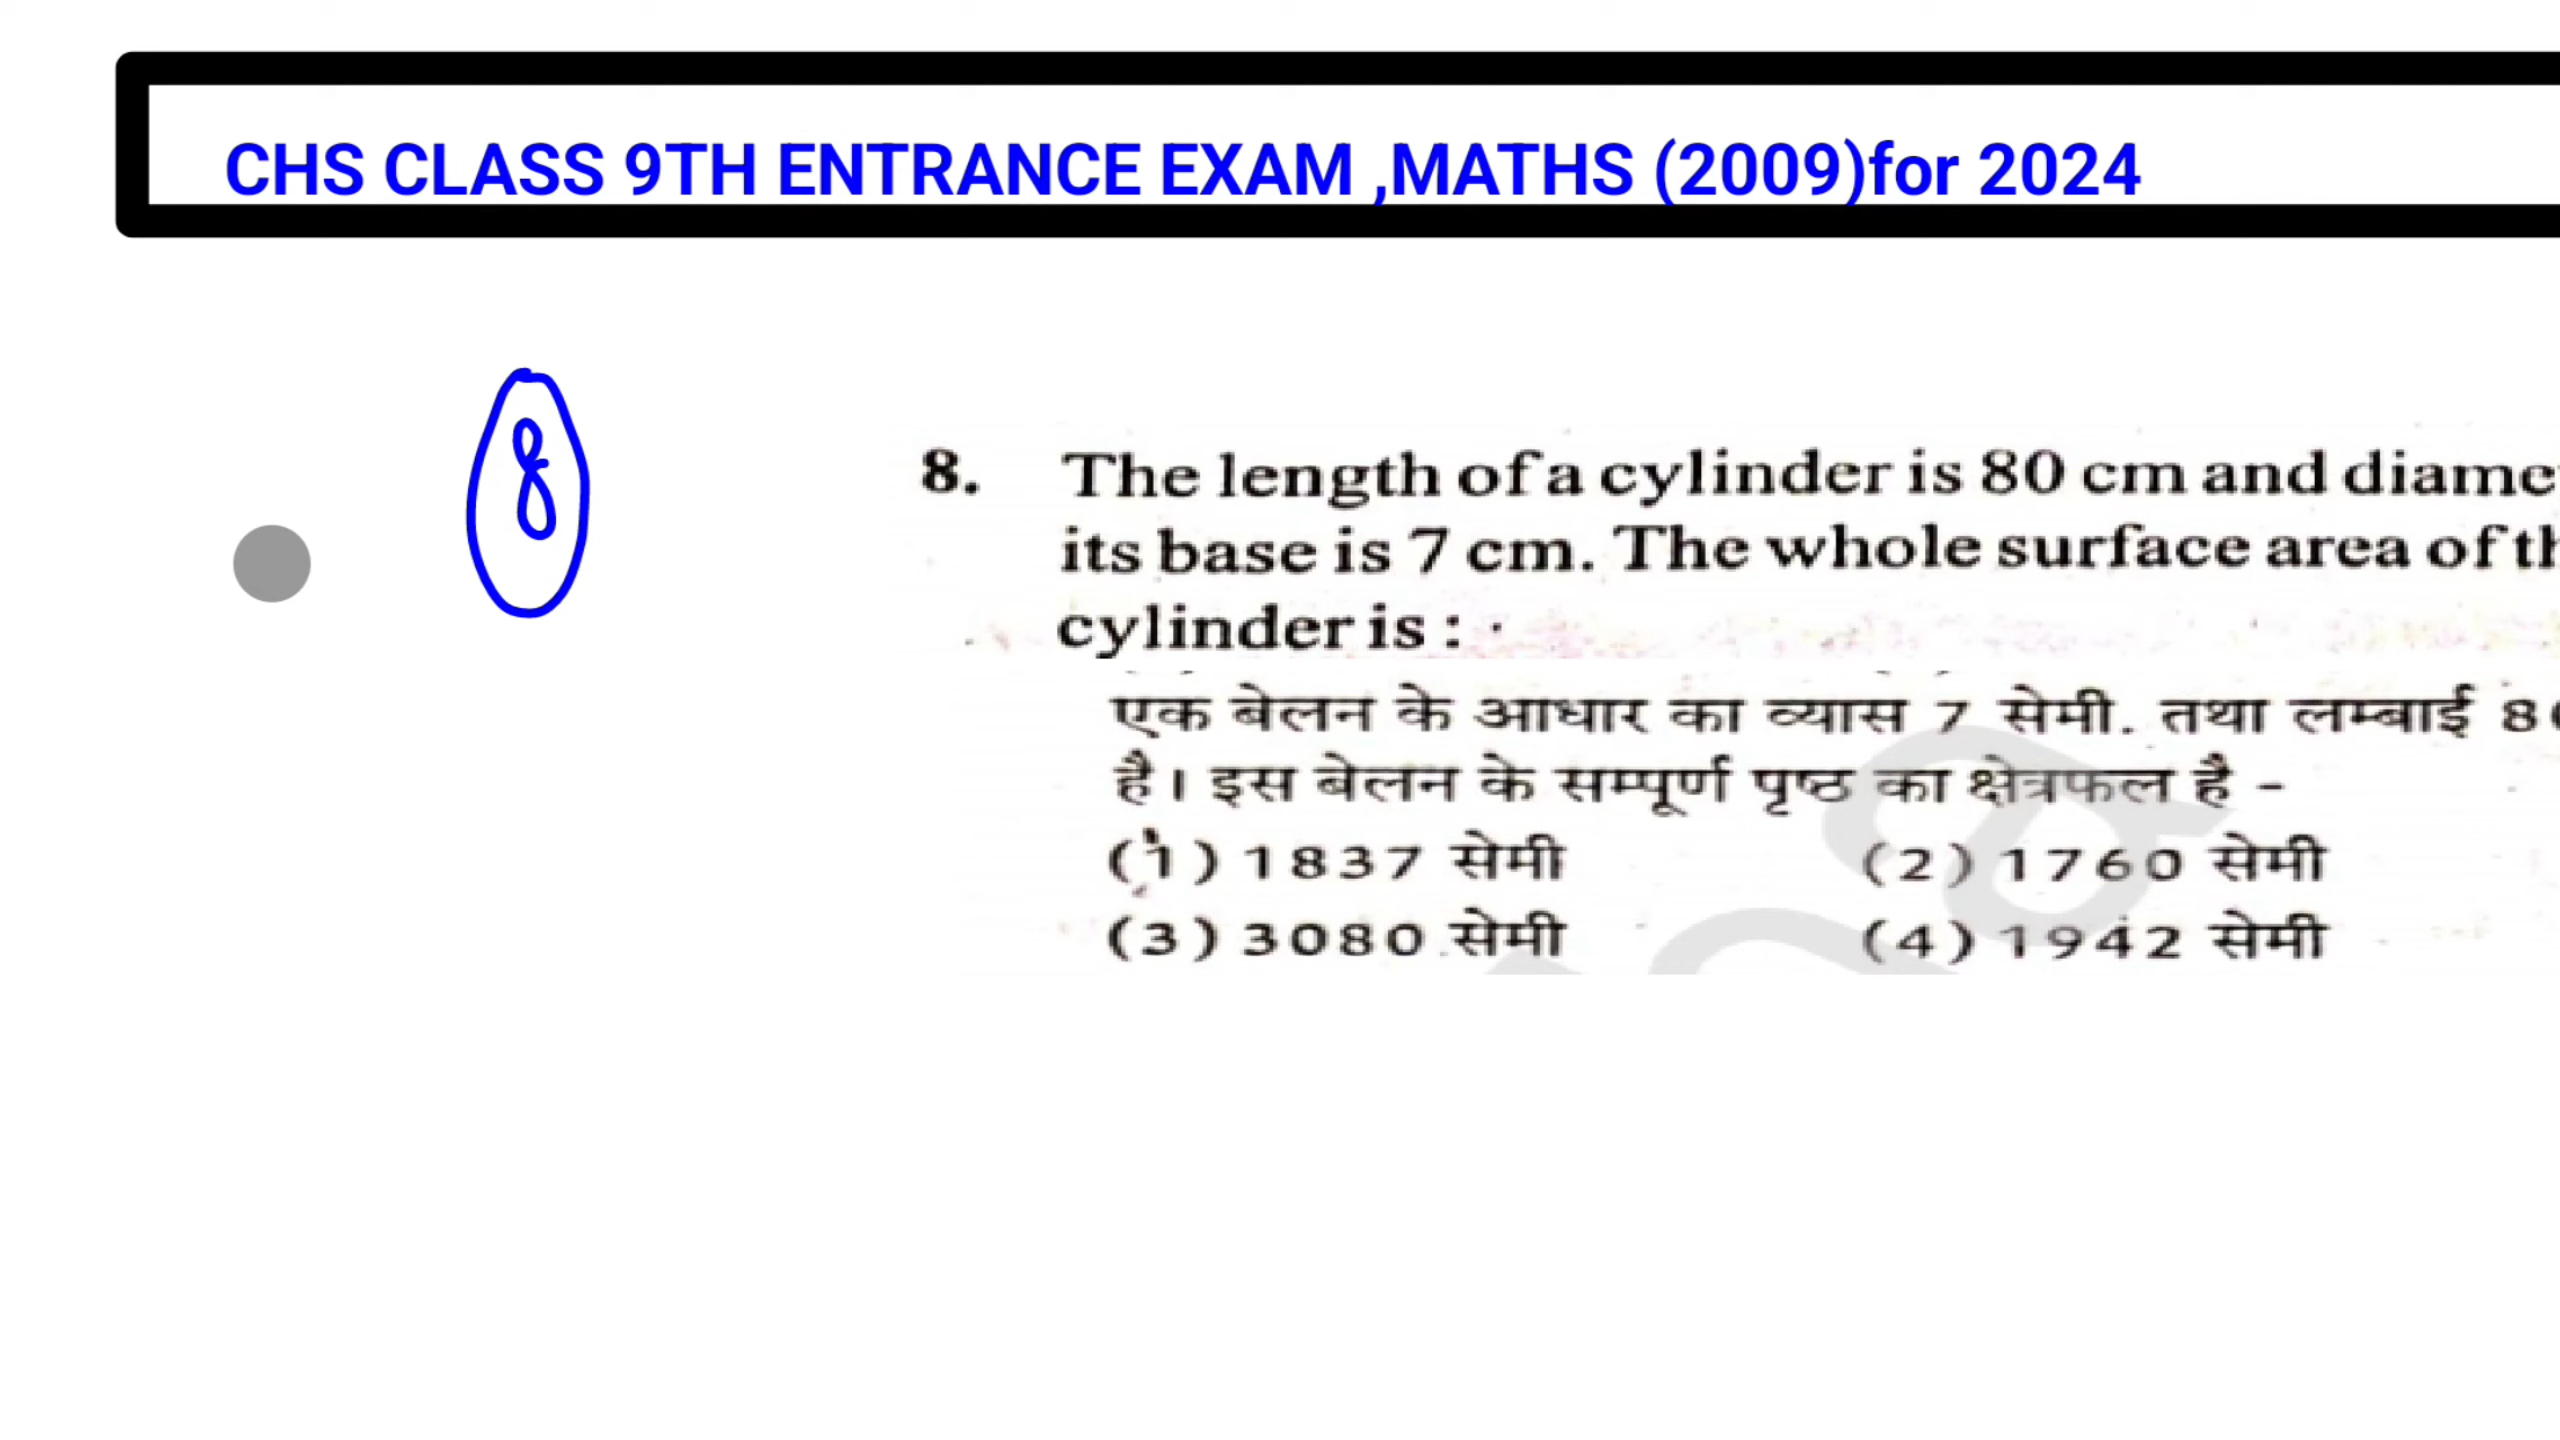 CHS CLASS 9TH ENTRANCE EXAM ,MATHS (2009)for 2024
8
8. The length of a cylinder is 80 cm and
its base is 7 cm. The whole surface area of
cylinder is :
एक बेलन के आधार का व्यास 7 सेमी. तथा लम्बाई
है। इस बेलन के सम्पूर्ण पृष्ठ का क्षेत्रफल है -
(1) 1837 सेमी (2) 1760 सेमी
(3) 3080 सेमी (4) 1942 सेमी